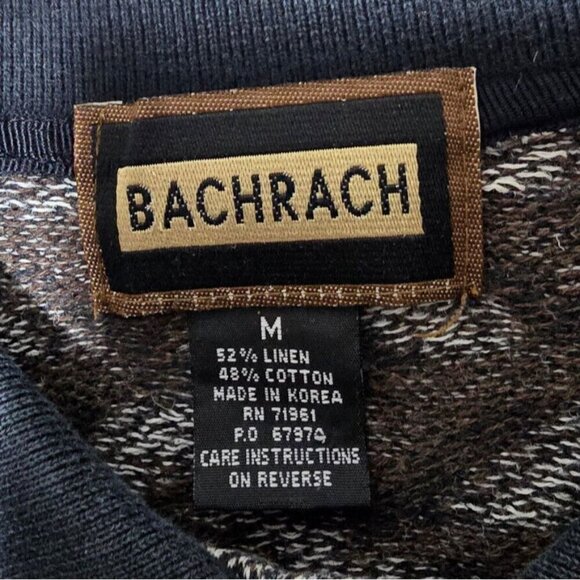 BACHRACH
M
52% LINEN
48% COTTON
MADE IN KOREA
RN 71961
P.O 67974
CARE INSTRUCTIONS
ON REVERSE